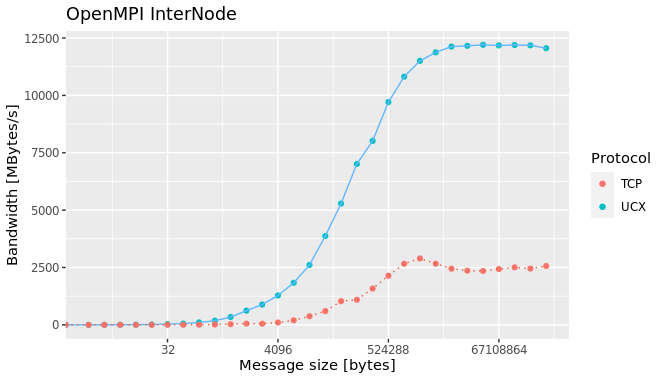 OpenMPI InterNode
12500
10000
7500
5000
2500
0
Bandwidth [MBytes/s]
32 4096 524288 67108864
Message size [bytes]
Protocol
TCP
UCX